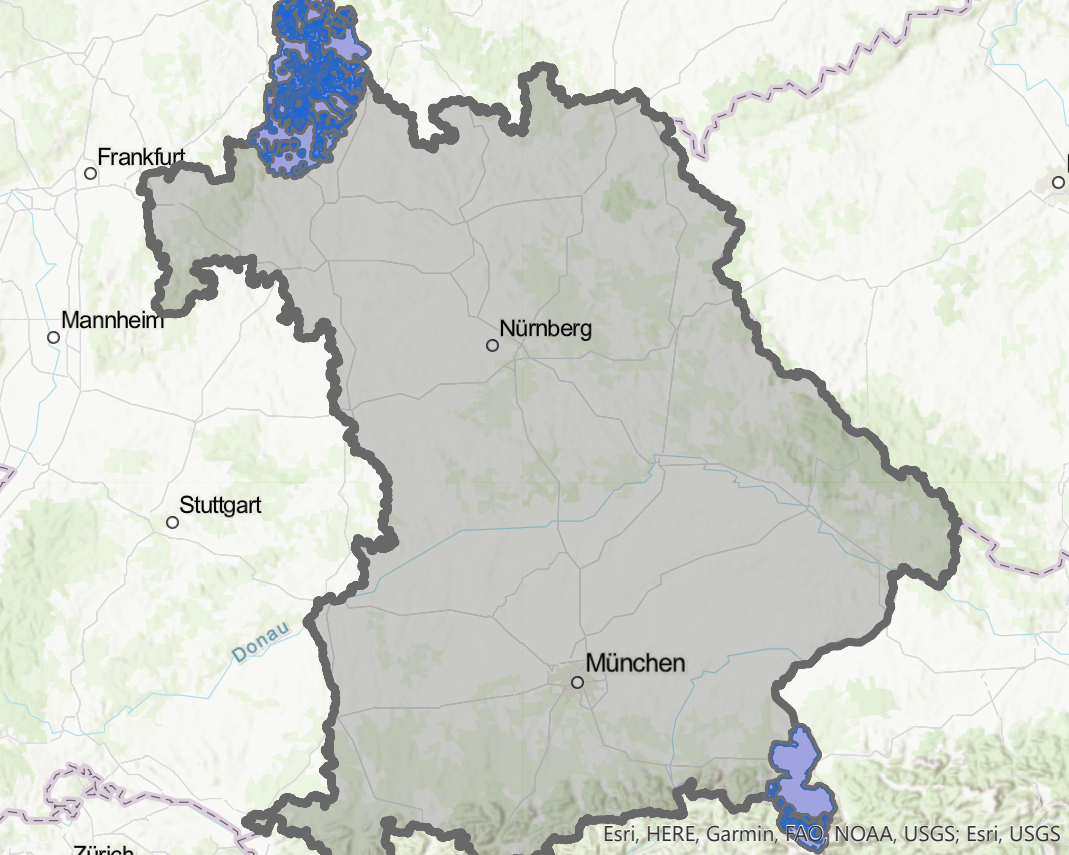 Frankfurt
Mannheim
Nürnberg
Stuttgart
Donau
München
Esri, HERE, Garmin, FAO, NOAA, USGS; Esri, USGS
Zürich